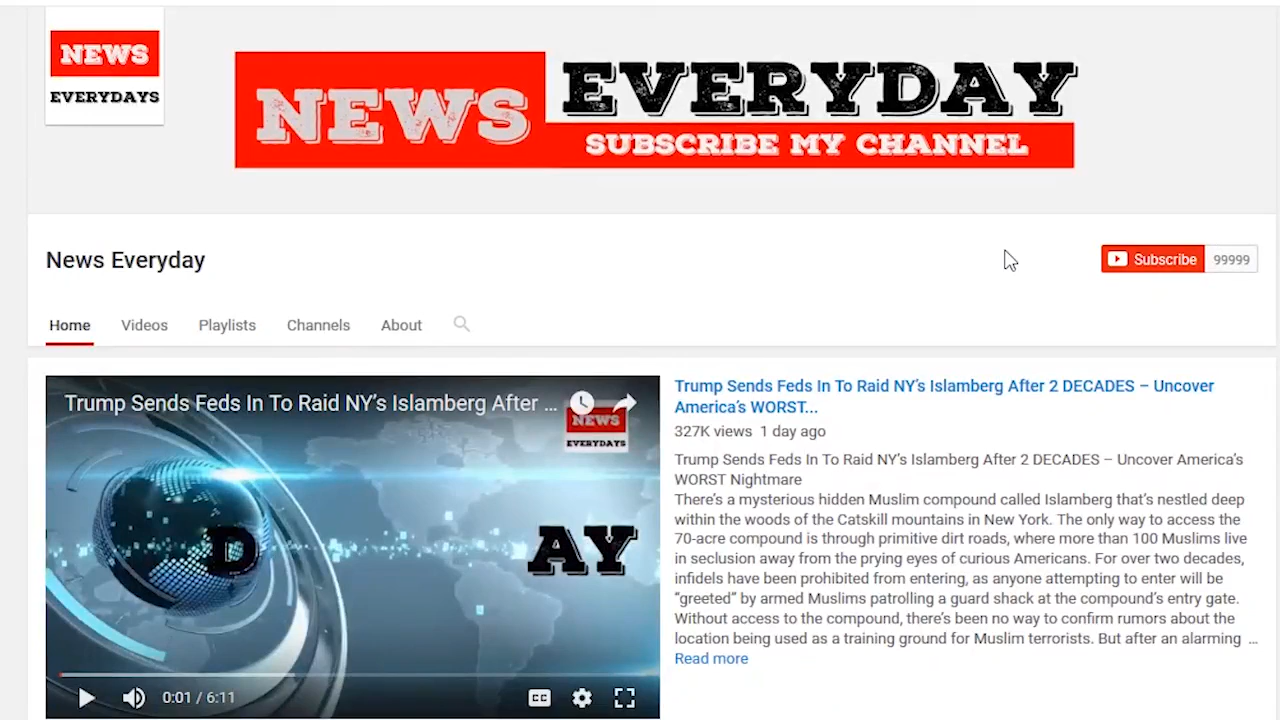 NEWS
EVERYDAYS
NEWS
EVERYDAY
SUBSCRIBE MY CHANNEL
News Everyday
Subscribe 99999
Home Videos Playlists Channels About
Trump Sends Feds In To Raid NY's Islamberg After ...
NEWS
EVERYDAYS
D
AY
0:01 / 6:11
CC
Trump Sends Feds In To Raid NY's Islamberg After 2 DECADES – Uncover
America's WORST...
327K views 1 day ago
Trump Sends Feds In To Raid NY's Islamberg After 2 DECADES – Uncover America's
WORST Nightmare
There's a mysterious hidden Muslim compound called Islamberg that's nestled deep
within the woods of the Catskill mountains in New York. The only way to access the
70-acre compound is through primitive dirt roads, where more than 100 Muslims live
in seclusion away from the prying eyes of curious Americans. For over two decades,
infidels have been prohibited from entering, as anyone attempting to enter will be
“greeted” by armed Muslims patrolling a guard shack at the compound's entry gate.
Without access to the compound, there's been no way to confirm rumors about the
location being used as a training ground for Muslim terrorists. But after an alarming ...
Read more